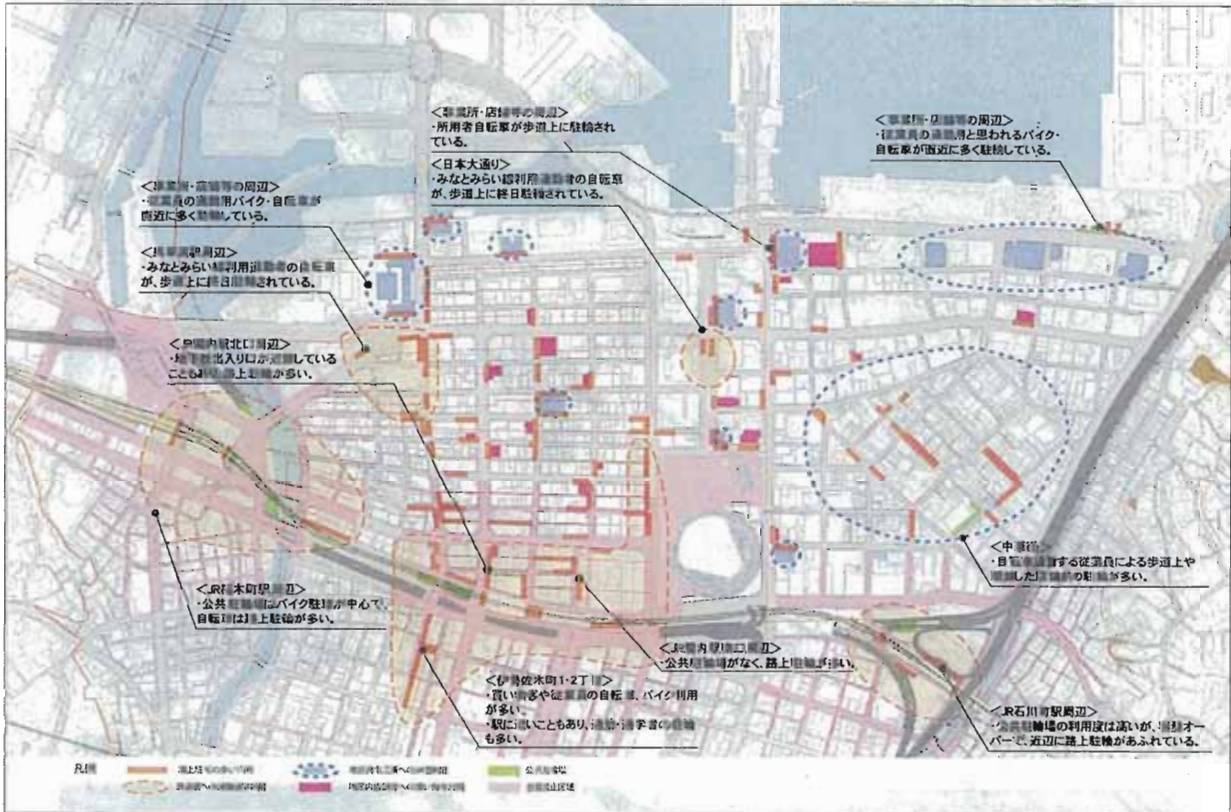 <事業所・店舗等の周辺>
・所用者自転車が歩道上に駐輪され
ている。
<事業所・店舗等の周辺>
・従業員の通勤用と思われるバイク・
自転車が直近に多く駐輪している。
<日本大通り>
・みなとみらい線利用通勤者の自転車
が、歩道上に終日駐輪されている。
<事業所・店舗等の周辺>
・従業員の通勤用バイク・自転車が
直近に多く駐輪している。
駅周辺>
・みなとみらい線利用通勤者の自転車
が、歩道上に終日駐輪されている。
<JR関内駅北口周辺>
・地下鉄出入り口が近接している
こともあり、路上駐輪が多い。
<中華街>
・自転車通勤する従業員による歩道上や
した店舗前の駐輪が多い。
<JR桜木町駅周辺>
・公共駐輪場はバイク駐輪が中心で、
自転車は路上駐輪が多い。
<JR関内駅南口周辺>
・公共駐輪場がなく、路上駐輪が多い。
<伊勢佐木町1・2丁目>
・買い物客や従業員の自転車、バイク利用
が多い。
・駅に近いこともあり、通勤・通学者の駐輪
も多い。
<JR石川町駅周辺>
・公共駐輪場の利用度は高いが、オー
バーで、近辺に路上駐輪があふれている。
凡例
公共駐輪場